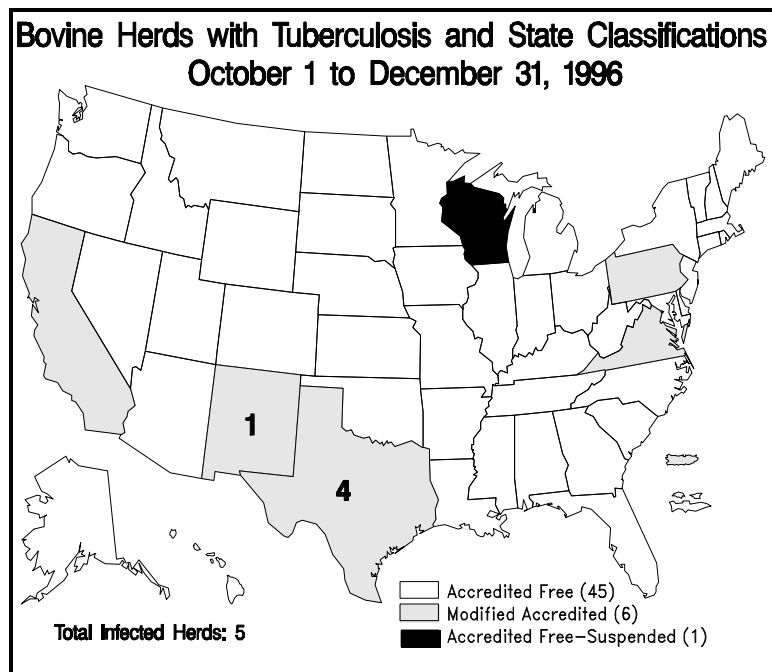 Bovine Herds with Tuberculosis and State Classifications
October 1 to December 31, 1996
1
4
Accredited Free (45)
Modified Accredited (6)
Accredited Free-Suspended (1)
Total Infected Herds: 5